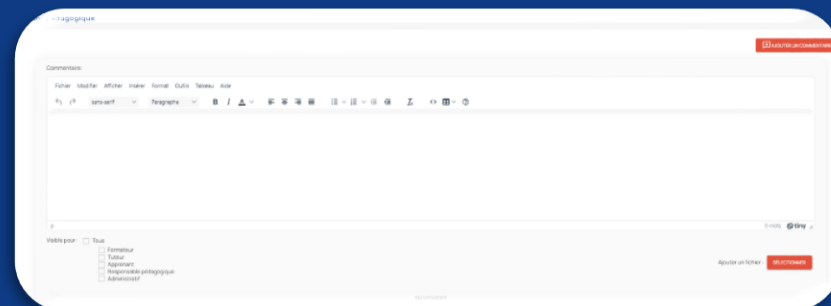 AJOUTER UN COMMENTAIRE
Commentaire
Fichier Modifier Afficher Insérer Format Outils Tableau Aide
sans-serif Paragraphe B I A
p 0 mots tiny
Visible pour : Tous
Formateur
Tuteur
Apprenant
Responsable pédagogique
Administratif
Ajouter un fichier : SÉLECTIONNER